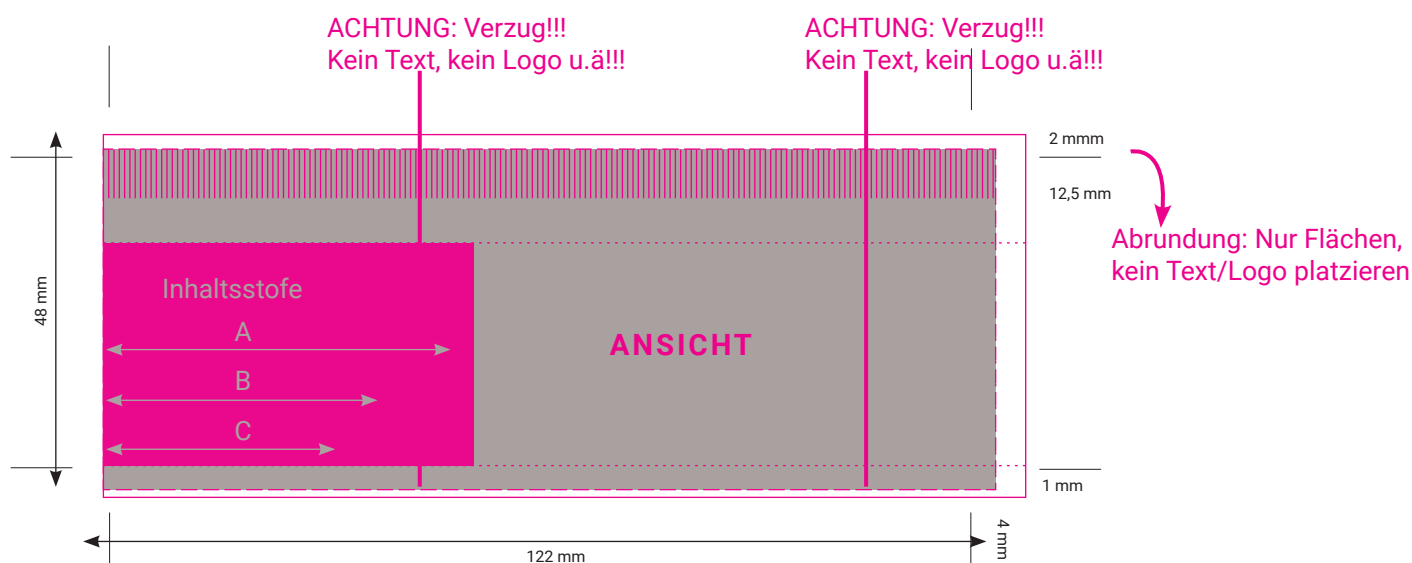 ACHTUNG: Verzug!!!
Kein Text, kein Logo u.ä!!!
ACHTUNG: Verzug!!!
Kein Text, kein Logo u.ä!!!
2 mmm
12,5 mm
Abrundung: Nur Flächen,
kein Text/Logo platzieren
48 mm
Inhaltsstofe
A
B
C
ANSICHT
1 mm
4 mm
122 mm